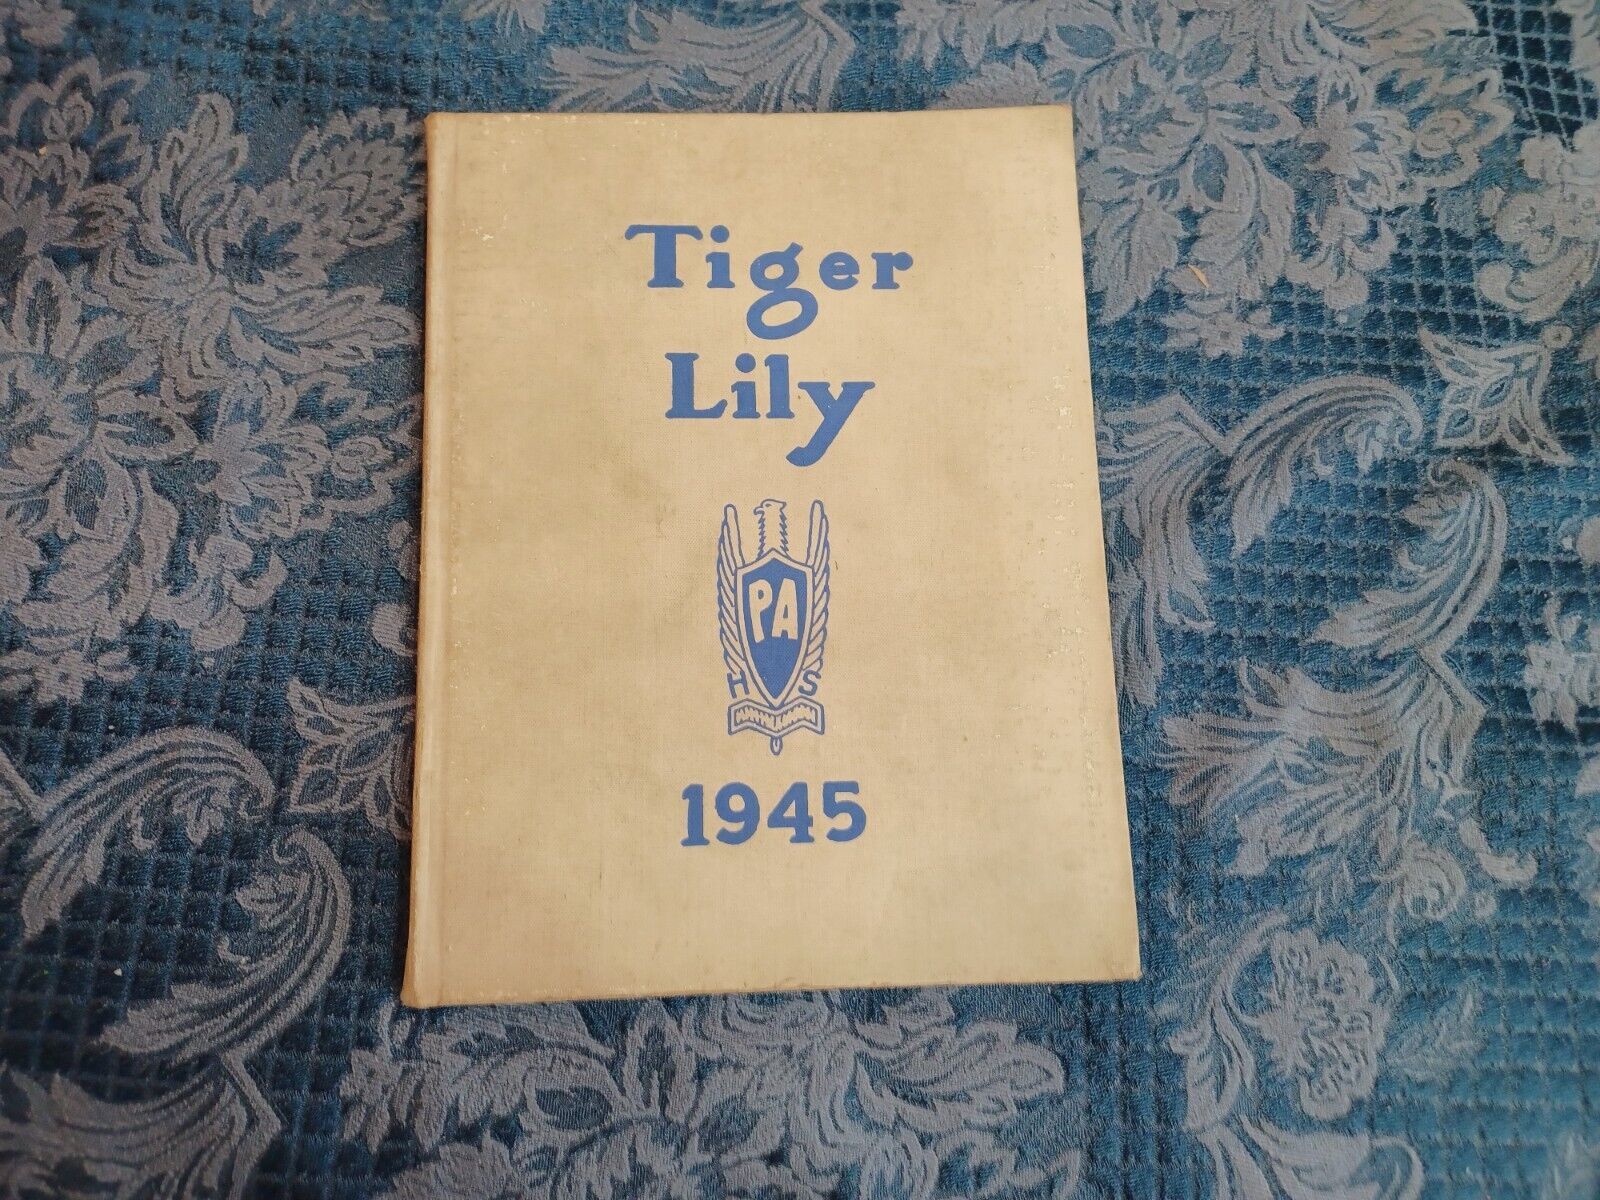 Tiger
Lily
PA
H S
1945